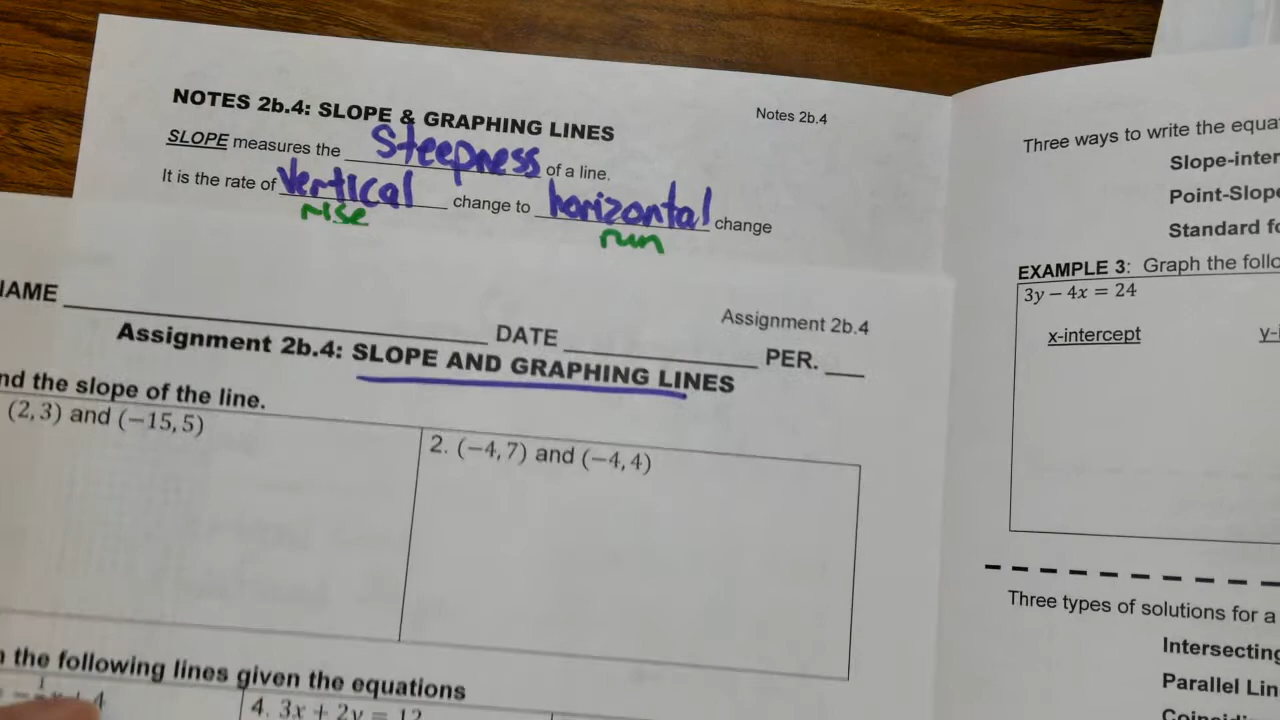 NOTES 2b.4: SLOPE & GRAPHING LINES
Notes 2b.4
SLOPE measures the Steepness of a line.
It is the rate of vertical change to horizontal change
rise
run
NAME DATE PER.
Assignment 2b.4
Assignment 2b.4: SLOPE AND GRAPHING LINES
nd the slope of the line.
(2,3) and (−15,5)
2. (−4,7) and (−4,4)
the following lines given the equations
4. 3x + 2y = 12
Three ways to write the equa
Slope-inter
Point-Slope
Standard fo
EXAMPLE 3: Graph the follo
3y − 4x = 24
x-intercept
y-i
Three types of solutions for a
Intersecting
Parallel Lin